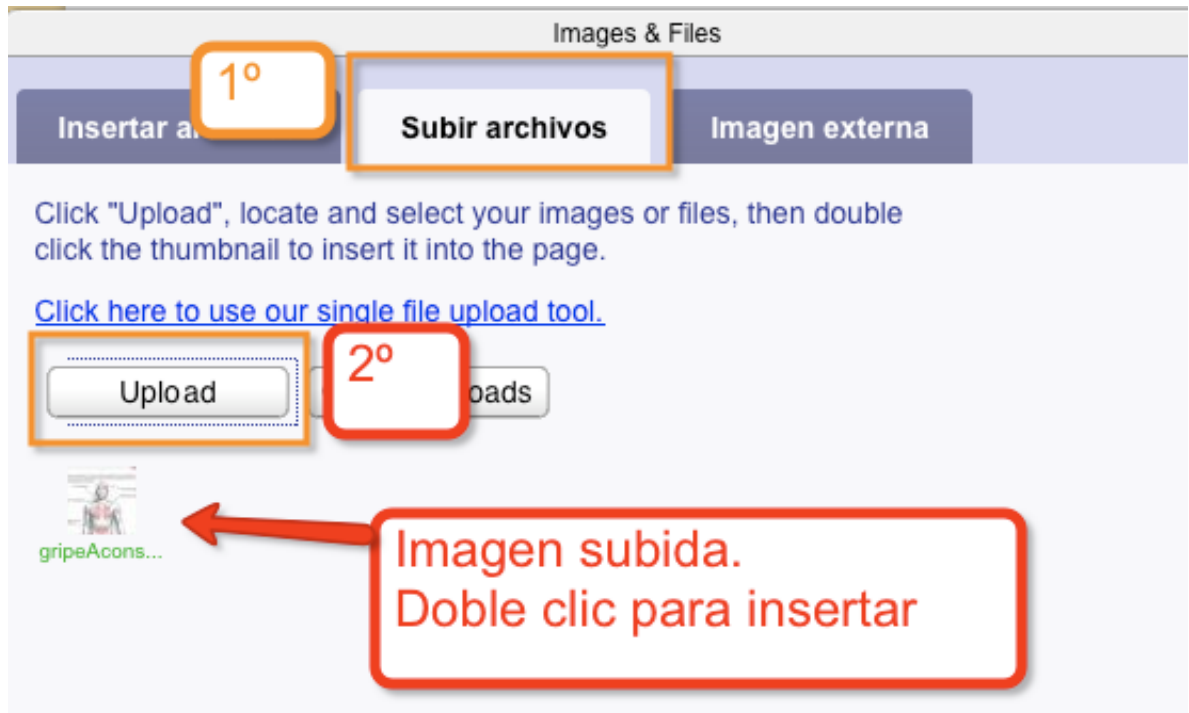 Images & Files
1º
Insertar a
Subir archivos
Imagen externa
Click "Upload", locate and select your images or files, then double
click the thumbnail to insert it into the page.
Click here to use our single file upload tool.
2º
Upload
oads
gripeAcons...
Imagen subida.
Doble clic para insertar